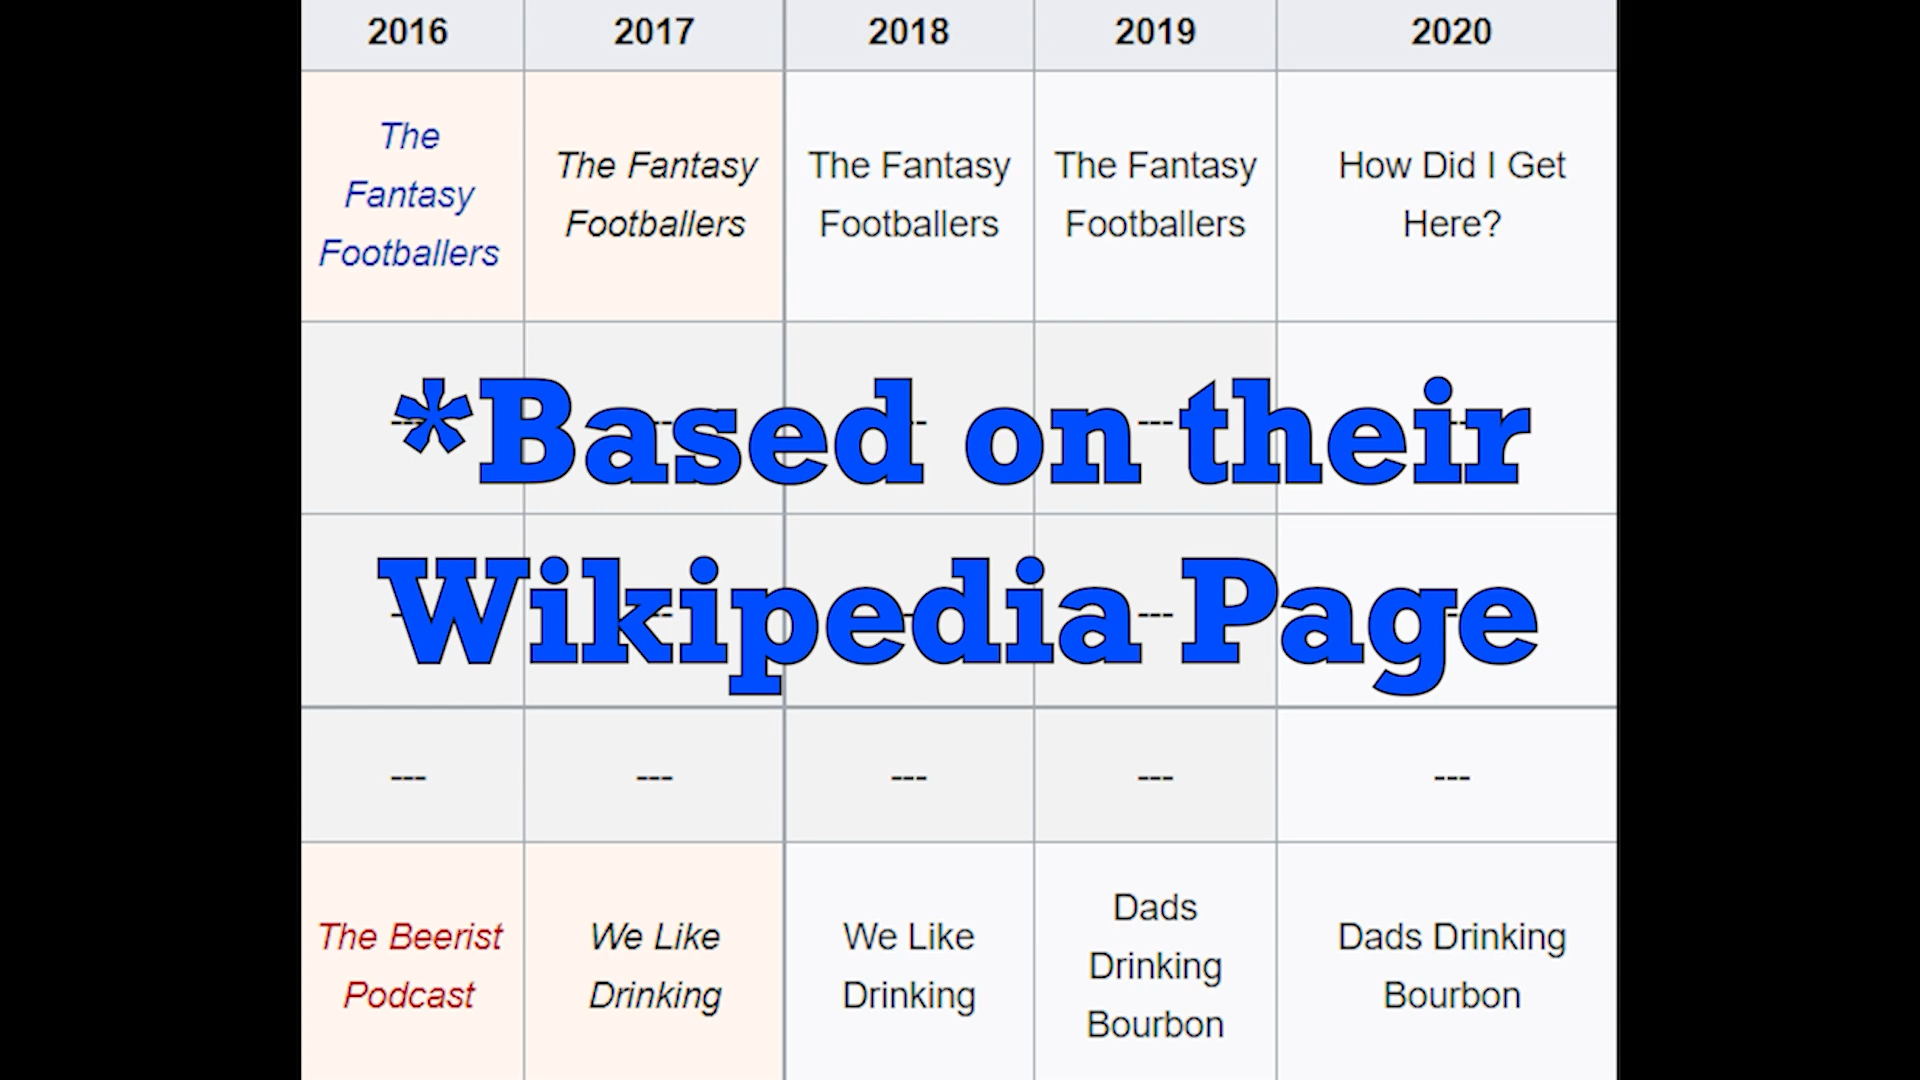 2016 2017 2018 2019 2020
The
Fantasy
Footballers
The Fantasy
Footballers
The Fantasy
Footballers
The Fantasy
Footballers
How Did I Get
Here?
*Based on their
Wikipedia Page
--- --- --- --- ---
The Beerist
Podcast
We Like
Drinking
We Like
Drinking
Dads
Drinking
Bourbon
Dads Drinking
Bourbon